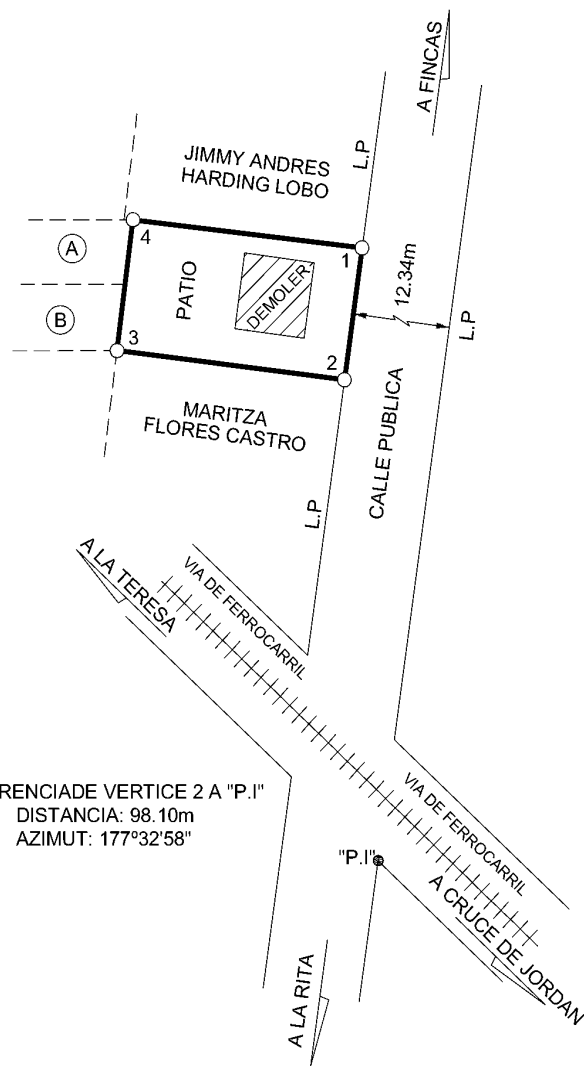 A FINCAS
L.P
JIMMY ANDRES
HARDING LOBO
A
4
1
PATIO
DEMOLER
12.34m
B
3
2
L.P
MARITZA
FLORES CASTRO
CALLE PUBLICA
L.P
A LA TERESA
VIA DE FERROCARRIL
RENCIADE VERTICE 2 A "P.I"
DISTANCIA: 98.10m
AZIMUT: 177º32'58"
VIA DE FERROCARRIL
"P.I"
A CRUCE DE JORDAN
A LA RITA